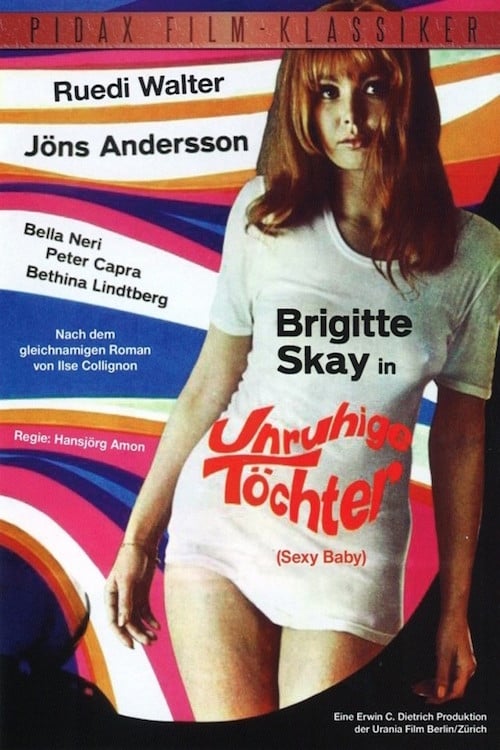 PIDAX FILM-KLASSIKER
Ruedi Walter
Jöns Andersson
Bella Neri
Peter Capra
Bethina Lindtberg
Nach dem
gleichnamigen Roman
von Ilse Collignon
Regie: Hansjörg Amon
Brigitte
Skay in
Unruhige
Töchter
(Sexy Baby)
Eine Erwin C. Dietrich Produktion
der Urania Film Berlin/Zürich